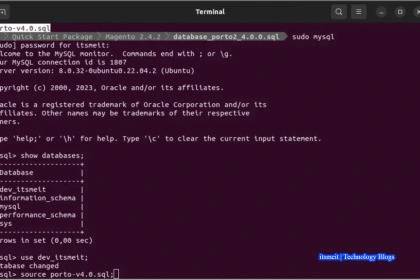 Terminal
rto-v4.0.sql
Quick Start Package Magento 2.4.2 database_porto2_4.0.0.sql sudo mysql
udo] password for itsmeit:
lcome to the MySQL monitor. Commands end with ; or \g.
ur MySQL connection id is 1807
rver version: 8.0.32-0ubuntu0.22.04.2 (Ubuntu)
pyright (c) 2000, 2023, Oracle and/or its affiliates.
acle is a registered trademark of Oracle Corporation and/or its
filiates. Other names may be trademarks of their respective
ners.
pe 'help;' or '\h' for help. Type '\c' to clear the current input statement.
sql> show databases;
--------------------+
Database |
--------------------+
dev_itsmeit |
information_schema |
mysql |
performance_schema |
sys |
--------------------+
rows in set (0,00 sec)
sql> use dev_itsmeit;
tabase changed
sql> source porto-v4.0.sql;
itsmeit | Technology Blogs